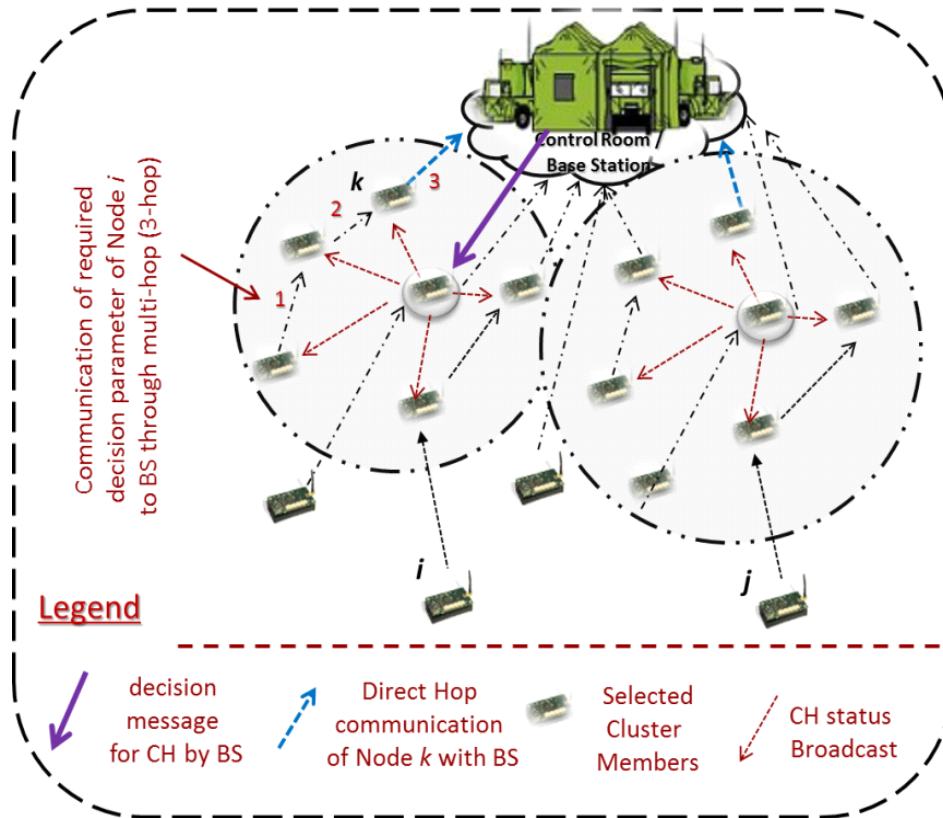 Control Room
Base Station
k
3
2
1
Communication of required
decision parameter of Node i
to BS through multi-hop (3-hop)
i
j
Legend
decision
message
for CH by BS
Direct Hop
communication
of Node k with BS
Selected
Cluster
Members
CH status
Broadcast